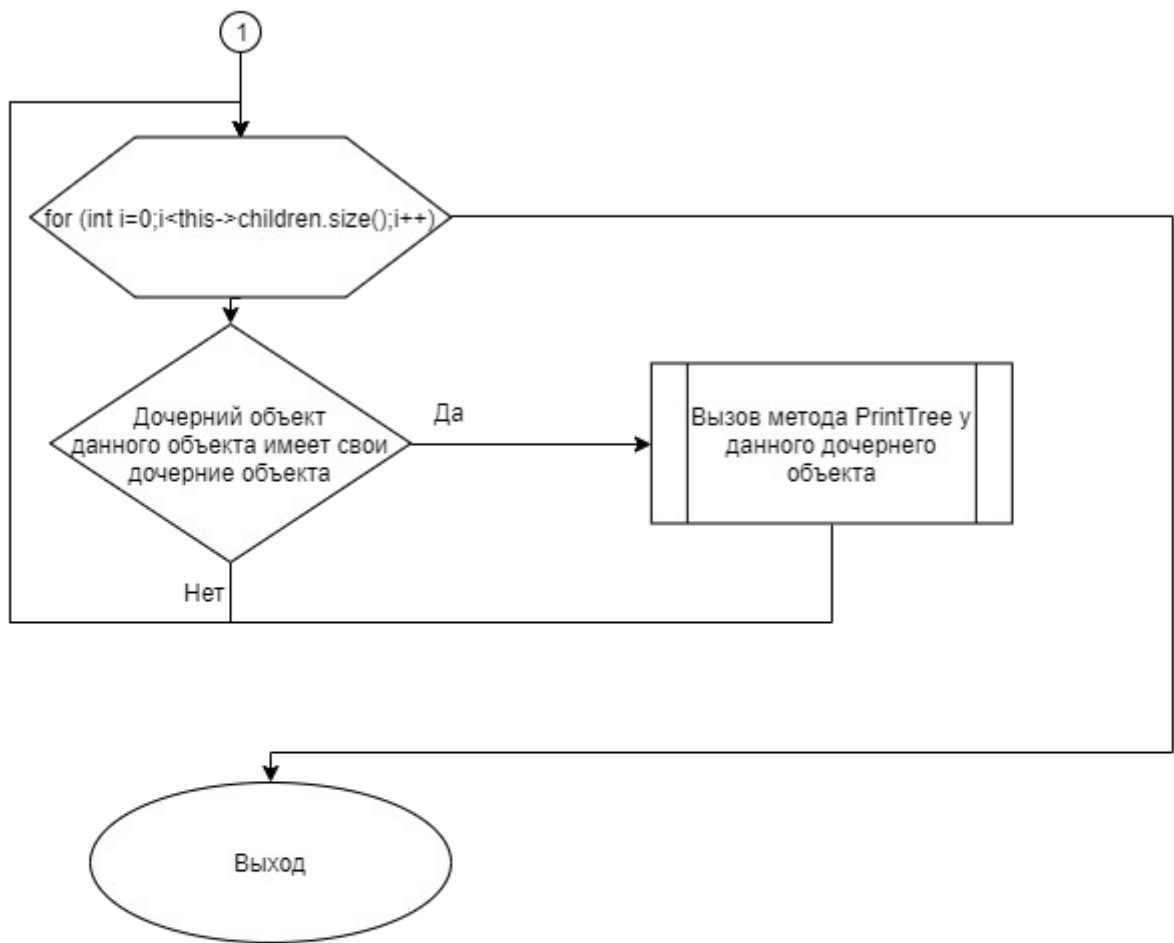 1
for (int i=0;i<this->children.size();i++)
Дочерний объект
данного объекта имеет свои
дочерние объекта
Да
Вызов метода PrintTree у
данного дочернего
объекта
Нет
Выход